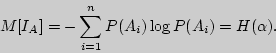 M[I_A] = -\sum_{i=1}^{n} P(A_i) \log P(A_i) = H(\alpha).